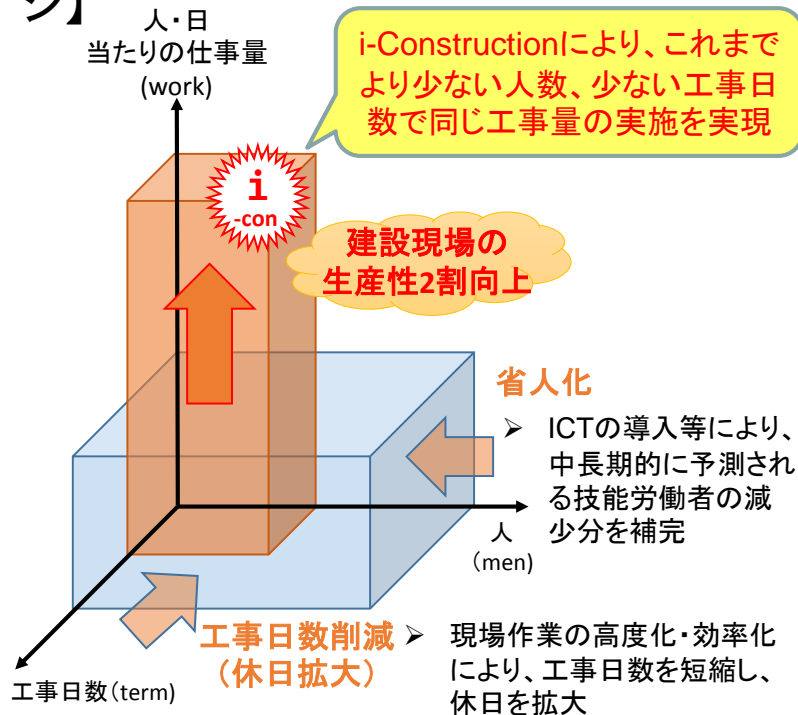 ジ】
人・日
当たりの仕事量
(work)
i-Constructionにより、これまで
より少ない人数、少ない工事日
数で同じ工事量の実施を実現
i
-con
建設現場の
生産性2割向上
省人化
➢ ICTの導入等により、
中長期的に予測され
る技能労働者の減
少分を補完
人
(men)
工事日数削減
（休日拡大）
➢ 現場作業の高度化・効率化
により、工事日数を短縮し、
休日を拡大
工事日数(term)